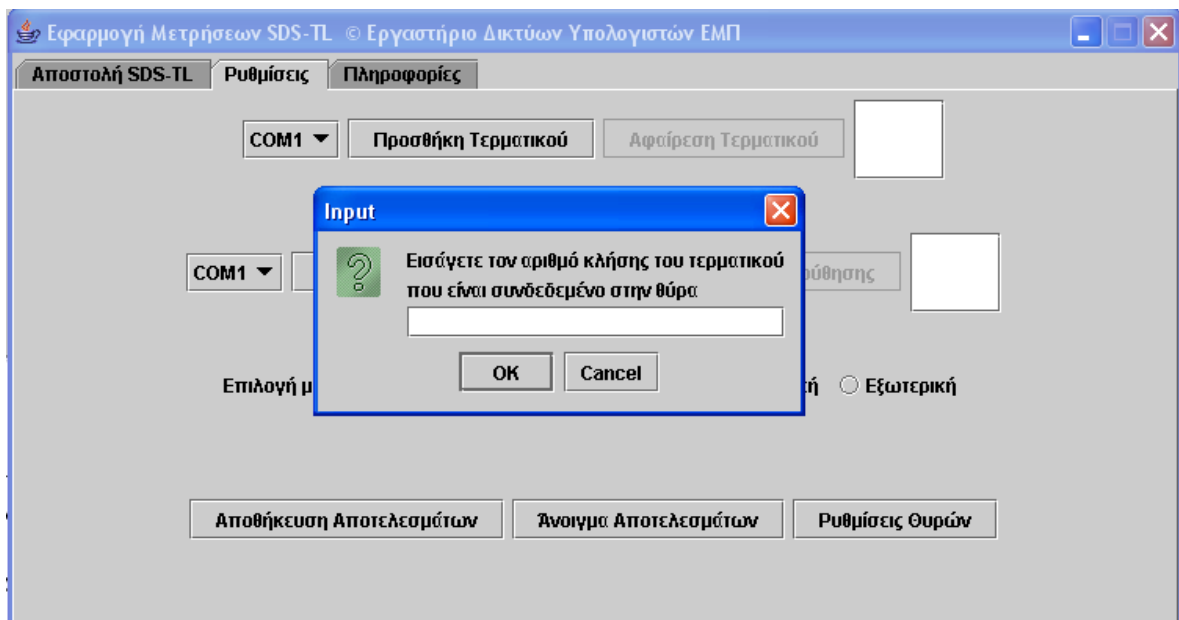 Εφαρμογή Μετρήσεων SDS-TL © Εργαστήριο Δικτύων Υπολογιστών ΕΜΠ
Αποστολή SDS-TL Ρυθμίσεις Πληροφορίες
COM1 Προσθήκη Τερματικού Αφαίρεση Τερματικού
Input
Εισάγετε τον αριθμό κλήσης του τερματικού
που είναι συνδεδεμένο στην θύρα
COM1
OK Cancel
Επιλογή Εξωτερική
Αποθήκευση Αποτελεσμάτων Άνοιγμα Αποτελεσμάτων Ρυθμίσεις Θυρών